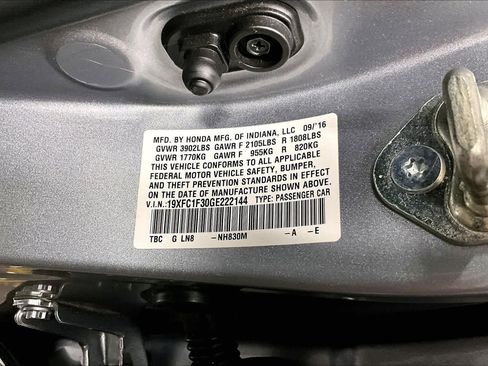 MFD. BY HONDA MFG. OF INDIANA, LLC 09/'16
GVWR 3902LBS GAWR F 2105LBS R 1808LBS
GVWR 1770KG GAWR F 955KG R 820KG
THIS VEHICLE CONFORMS TO ALL APPLICABLE
FEDERAL MOTOR VEHICLE SAFETY, BUMPER,
AND THEFT PREVENTION STANDARDS IN EFFECT
ON THE DATE OF MANUFACTURE SHOWN ABOVE.
V.I.N.:19XFC1F30GE222144 TYPE: PASSENGER CAR
TBC G LN8 -NH830M -A -E